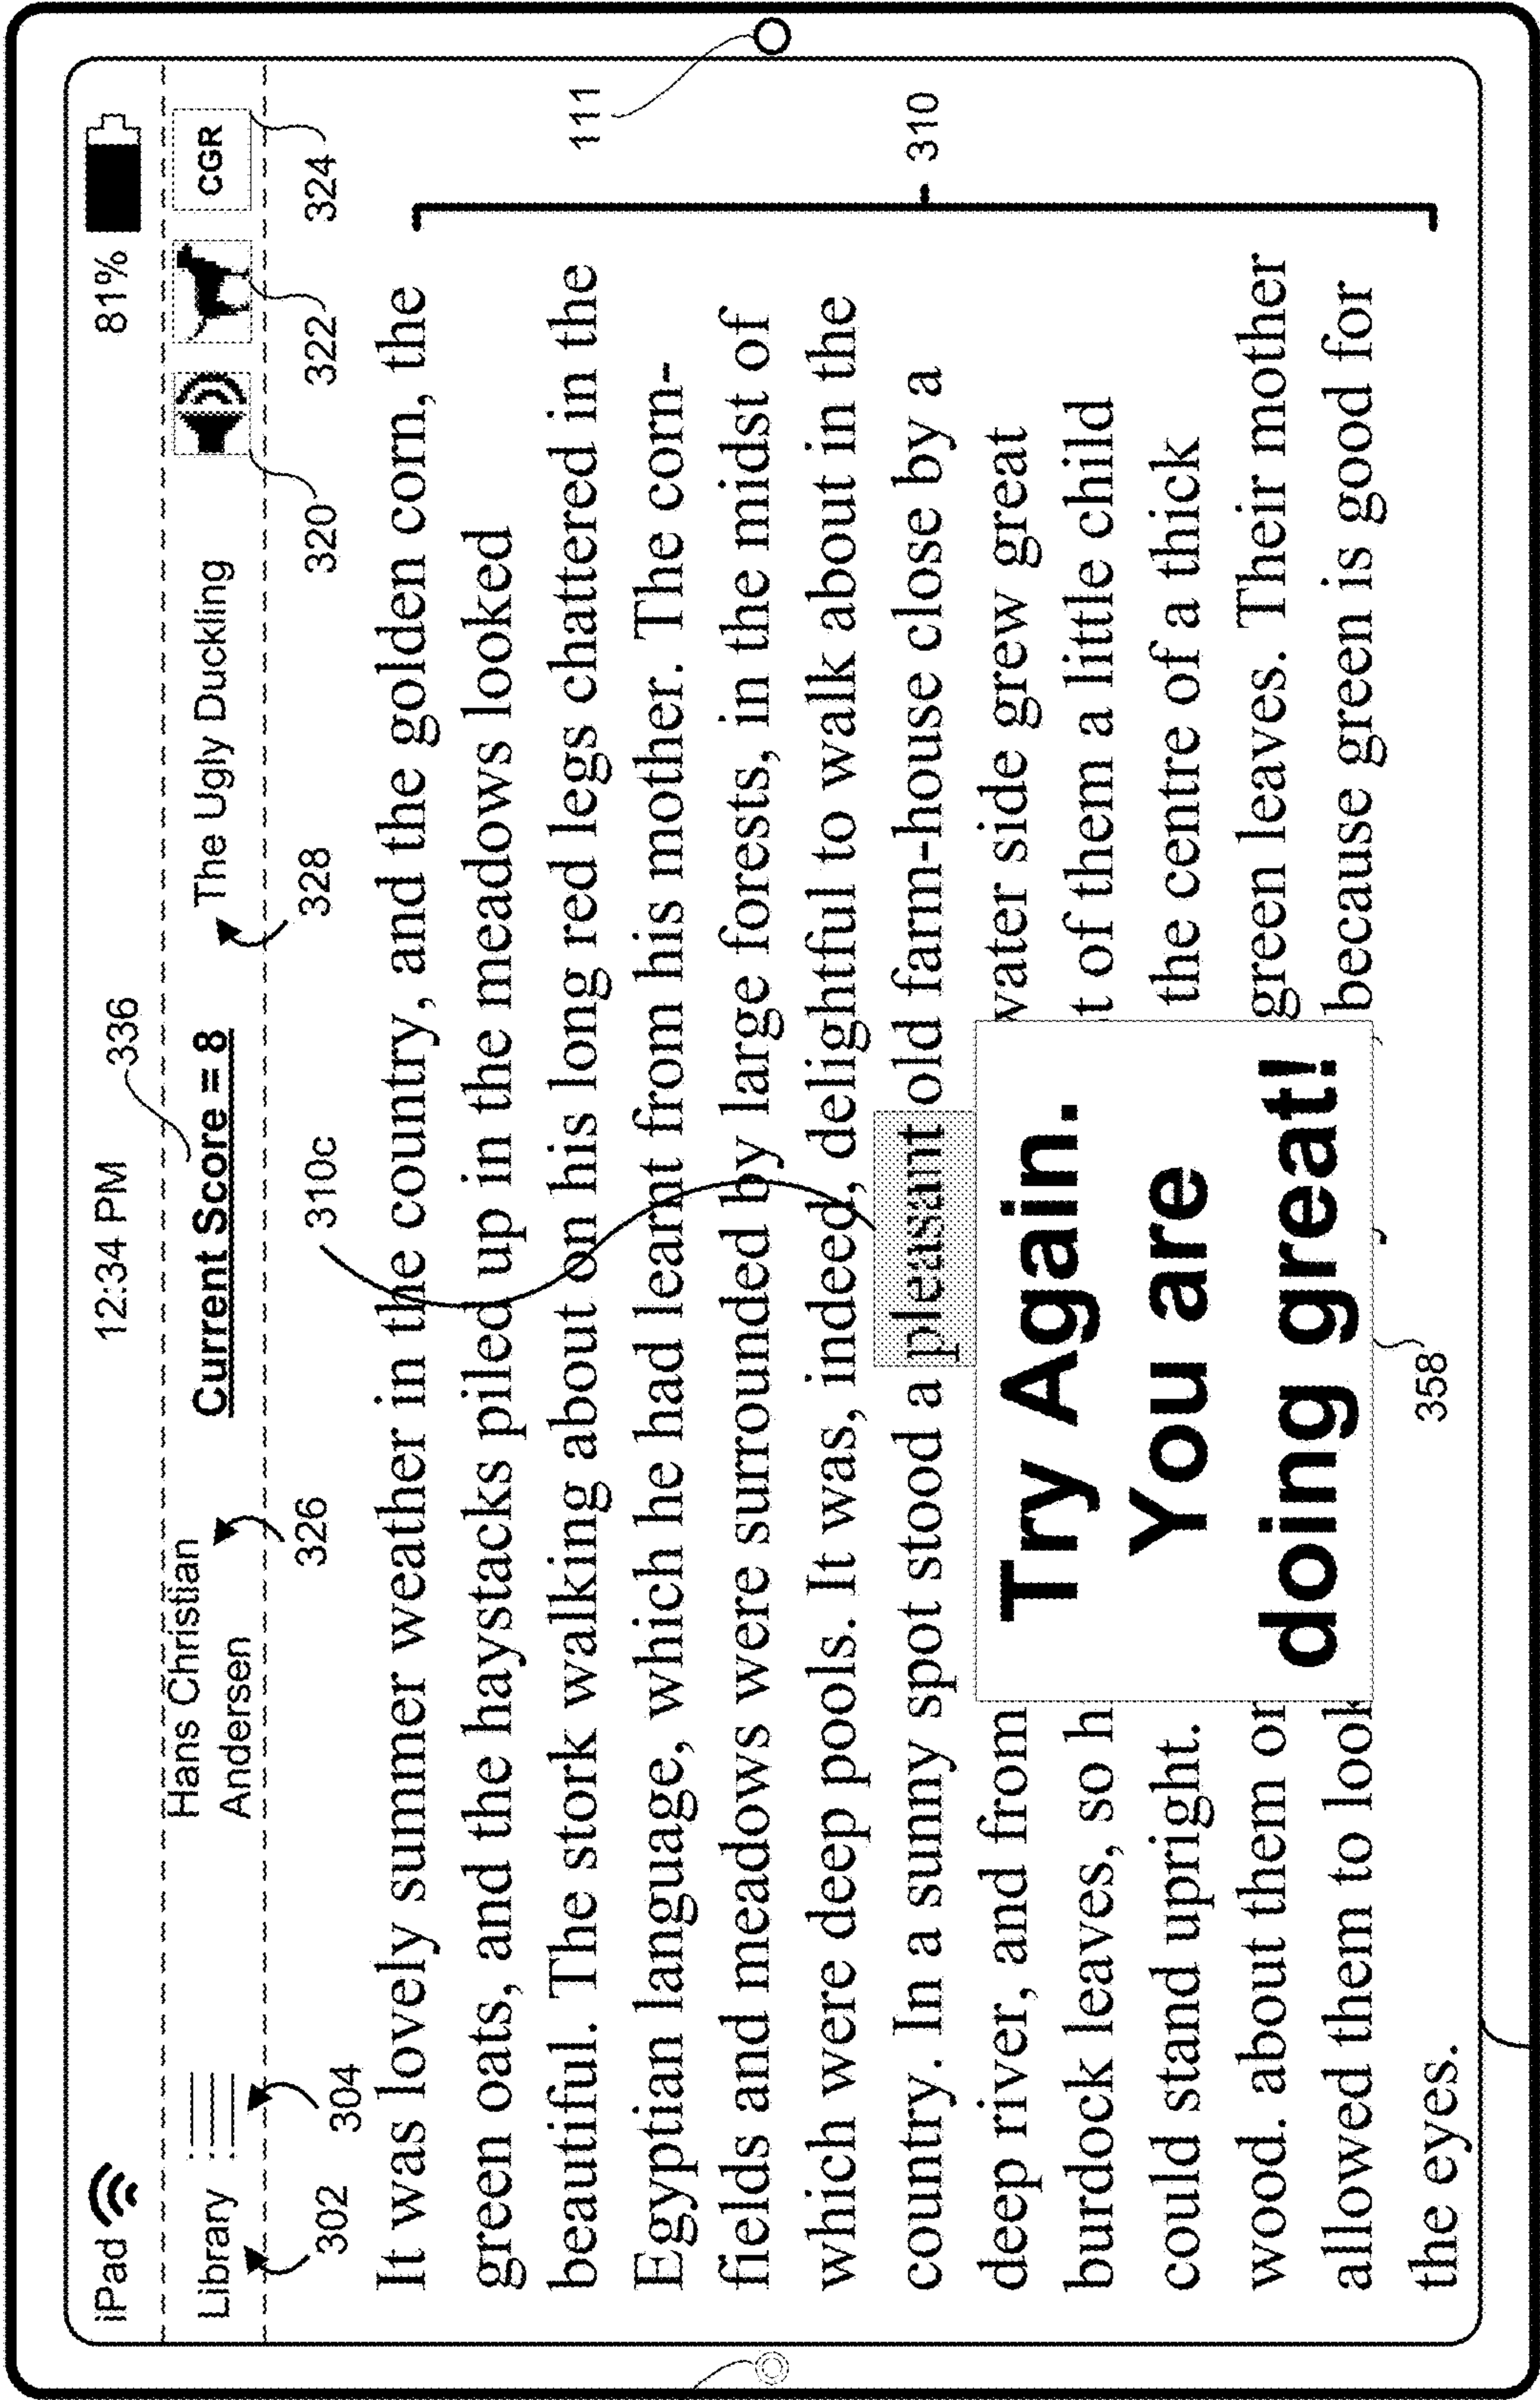 iPad 12:34 PM 81%
336
Library Hans Christian Andersen Current Score = 8 The Ugly Duckling CGR
302 304 326 310c 328 320 322 324
It was lovely summer weather in the country, and the golden corn, the
green oats, and the haystacks piled up in the meadows looked
beautiful. The stork walking about on his long red legs chattered in the
Egyptian language, which he had learnt from his mother. The corn-
fields and meadows were surrounded by large forests, in the midst of
which were deep pools. It was, indeed, delightful to walk about in the
country. In a sunny spot stood a pleasant old farm-house close by a
deep river, and from vater side grew great
burdock leaves, so h t of them a little child
could stand upright. the centre of a thick
wood. about them or green leaves. Their mother
allowed them to look because green is good for
the eyes.
Try Again.
You are
doing great!
358
111
310